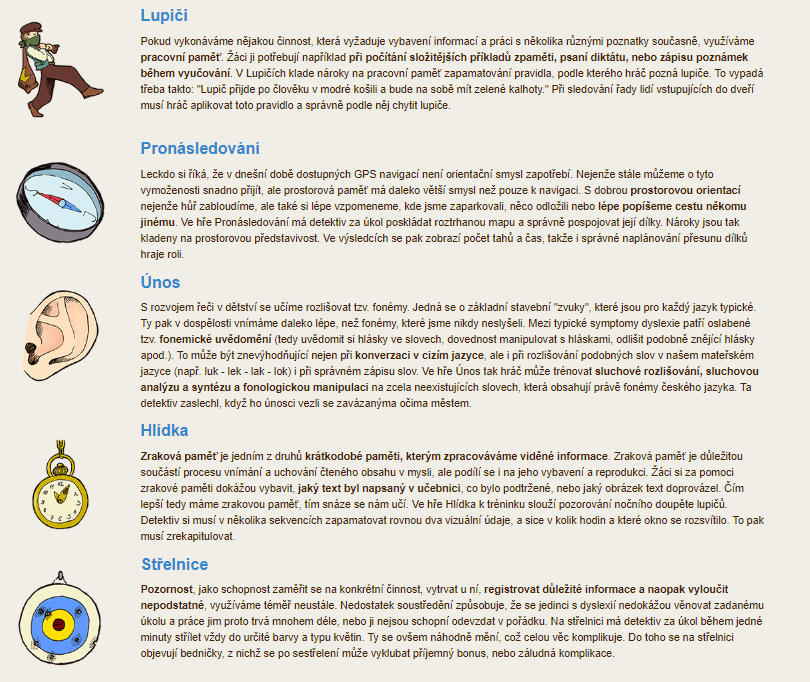 Lupiči
Pokud vykonáváme nějakou činnost, která vyžaduje vybavení informací a práci s několika různými poznatky současně, využíváme
pracovní paměť. Žáci ji potřebují například při počítání složitějších příkladů zpaměti, psaní diktátu, nebo zápisu poznámek
během vyučování. V Lupičích klade nároky na pracovní paměť zapamatování pravidla, podle kterého hráč pozná lupiče. To vypadá
třeba takto: "Lupič přijde po člověku v modré košili a bude na sobě mít zelené kalhoty." Při sledování řady lidí vstupujících do dveří
musí hráč aplikovat toto pravidlo a správně podle něj chytit lupiče.
Pronásledování
Leckdo si říká, že v dnešní době dostupných GPS navigací není orientační smysl zapotřebí. Nejenže stále můžeme o tyto
vymoženosti snadno přijít, ale prostorová paměť má daleko větší smysl než pouze k navigaci. S dobrou prostorovou orientací
nejenže hůř zabloudíme, ale také si lépe vzpomeneme, kde jsme zaparkovali, něco odložili nebo lépe popíšeme cestu někomu
jinému. Ve hře Pronásledování má detektiv za úkol poskládat roztrhanou mapu a správně pospojovat její dílky. Nároky jsou tak
kladeny na prostorovou představivost. Ve výsledcích se pak zobrazí počet tahů a čas, takže i správné naplánování přesunu dílků
hraje roli.
Únos
S rozvojem řeči v dětství se učíme rozlišovat tzv. fonémy. Jedná se o základní stavební "zvuky", které jsou pro každý jazyk typické.
Ty pak v dospělosti vnímáme daleko lépe, než fonémy, které jsme nikdy neslyšeli. Mezi typické symptomy dyslexie patří oslabené
tzv. fonemické uvědomění (tedy uvědomit si hlásky ve slovech, dovednost manipulovat s hláskami, odlišit podobně znějící hlásky
apod.). To může být znevýhodňující nejen při konverzaci v cizím jazyce, ale i při rozlišování podobných slov v našem mateřském
jazyce (např. luk - lek - lak - lok) i při správném zápisu slov. Ve hře Únos tak hráč může trénovat sluchové rozlišování, sluchovou
analýzu a syntézu a fonologickou manipulaci na zcela neexistujících slovech, která obsahují právě fonémy českého jazyka. Ta
detektiv zaslechl, když ho únosci vezli se zavázanýma očima městem.
Hlídka
Zraková paměť je jedním z druhů krátkodobé paměti, kterým zpracováváme viděné informace. Zraková paměť je důležitou
součástí procesu vnímání a uchování čteného obsahu v mysli, ale podílí se i na jeho vybavení a reprodukci. Žáci si za pomoci
zrakové paměti dokážou vybavit, jaký text byl napsaný v učebnici, co bylo podtržené, nebo jaký obrázek text doprovázel. Čím
lepší tedy máme zrakovou paměť, tím snáze se nám učí. Ve hře Hlídka k tréninku slouží pozorování nočního doupěte lupičů.
Detektiv si musí v několika sekvencích zapamatovat rovnou dva vizuální údaje, a sice v kolik hodin a které okno se rozsvítilo. To pak
musí zrekapitulovat.
Střelnice
Pozornost, jako schopnost zaměřit se na konkrétní činnost, vytrvat u ní, registrovat důležité informace a naopak vyloučit
nepodstatné, využíváme téměř neustále. Nedostatek soustředění způsobuje, že se jedinci s dyslexií nedokážou věnovat zadanému
úkolu a práce jim proto trvá mnohem déle, nebo ji nejsou schopni odevzdat v pořádku. Na střelnici má detektiv za úkol během jedné
minuty střílet vždy do určité barvy a typu květin. Ty se ovšem náhodně mění, což celou věc komplikuje. Do toho se na střelnici
objevují bedničky, z nichž se po sestřelení může vyklubat příjemný bonus, nebo záludná komplikace.